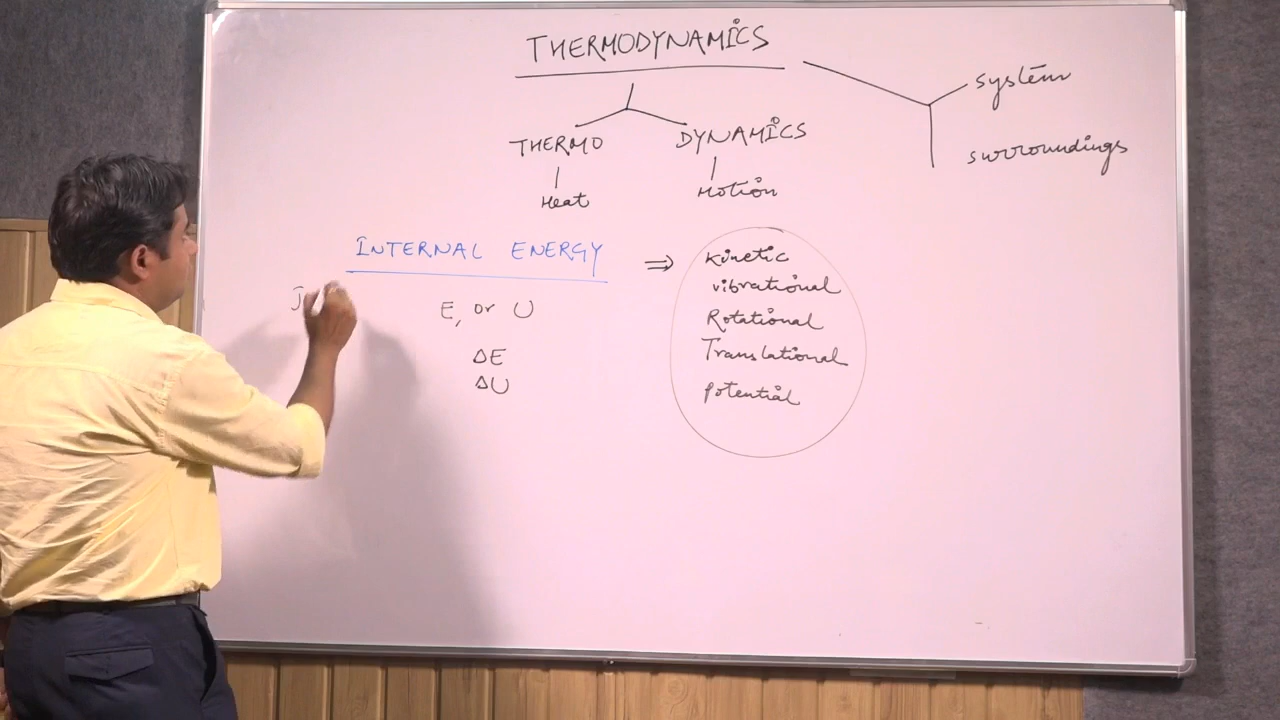 THERMODYNAMICS
system
THERMO DYNAMICS
surroundings
Heat Motion
INTERNAL ENERGY ⇒ Kinetic
vibrational
E, or U Rotational
ΔE Translational
ΔU potential